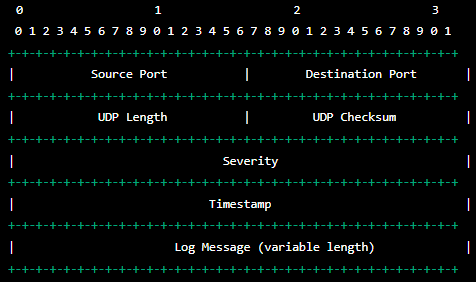 0                   1                   2                   3
0 1 2 3 4 5 6 7 8 9 0 1 2 3 4 5 6 7 8 9 0 1 2 3 4 5 6 7 8 9 0 1
+-+-+-+-+-+-+-+-+-+-+-+-+-+-+-+-+-+-+-+-+-+-+-+-+-+-+-+-+-+-+-+-+
|           Source Port           |        Destination Port        |
+-+-+-+-+-+-+-+-+-+-+-+-+-+-+-+-+-+-+-+-+-+-+-+-+-+-+-+-+-+-+-+-+
|            UDP Length           |         UDP Checksum           |
+-+-+-+-+-+-+-+-+-+-+-+-+-+-+-+-+-+-+-+-+-+-+-+-+-+-+-+-+-+-+-+-+
|                              Severity                            |
+-+-+-+-+-+-+-+-+-+-+-+-+-+-+-+-+-+-+-+-+-+-+-+-+-+-+-+-+-+-+-+-+
|                            Timestamp                             |
+-+-+-+-+-+-+-+-+-+-+-+-+-+-+-+-+-+-+-+-+-+-+-+-+-+-+-+-+-+-+-+-+
|                       Log Message (variable length)              |
+-+-+-+-+-+-+-+-+-+-+-+-+-+-+-+-+-+-+-+-+-+-+-+-+-+-+-+-+-+-+-+-+